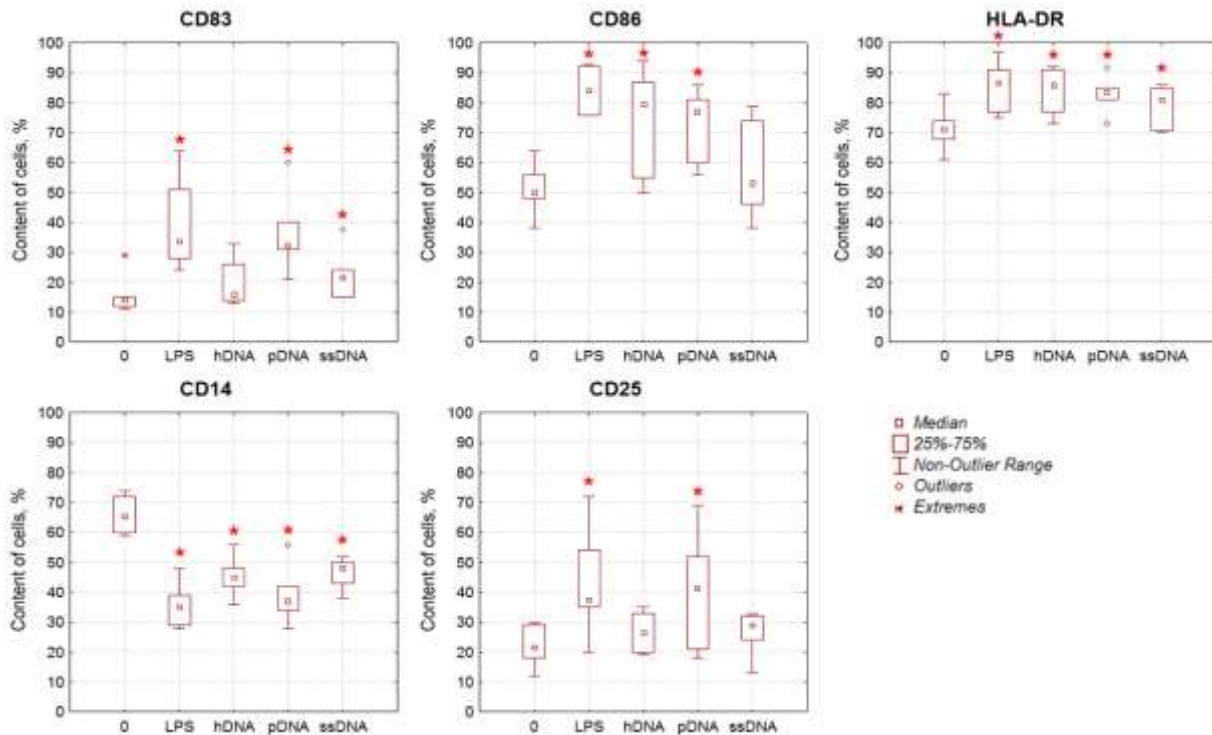 CD83
Content of cells, %
100
90
80
70
60
50
40
30
20
10
0
0 LPS hDNA pDNA ssDNA
CD86
Content of cells, %
100
90
80
70
60
50
40
30
20
10
0
0 LPS hDNA pDNA ssDNA
HLA-DR
Content of cells, %
100
90
80
70
60
50
40
30
20
10
0
0 LPS hDNA pDNA ssDNA
CD14
Content of cells, %
100
90
80
70
60
50
40
30
20
10
0
0 LPS hDNA pDNA ssDNA
CD25
Content of cells, %
100
90
80
70
60
50
40
30
20
10
0
0 LPS hDNA pDNA ssDNA
Median
25%-75%
Non-Outlier Range
Outliers
Extremes